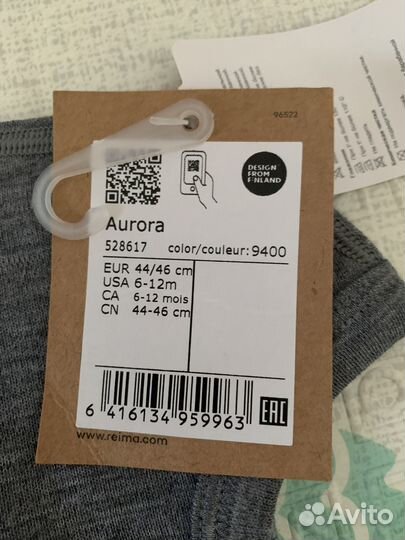 96522
DESIGN
FROM
FINLAND
Aurora
528617 color/couleur: 9400
EUR 44/46 cm
USA 6-12m
CA 6-12 mois
CN 44-46 cm
6 416134 959963
EAC
www.reima.com
Avito